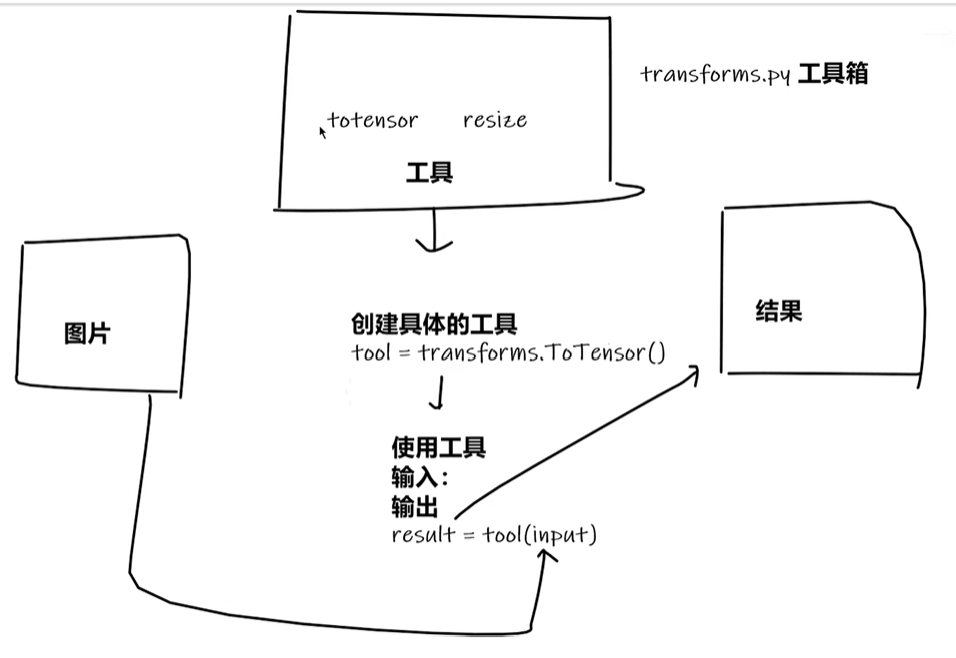 transforms.py 工具箱
totensor resize
工具
图片
创建具体的工具
tool = transforms.ToTensor()
使用工具
输入：
输出
result = tool(input)
结果